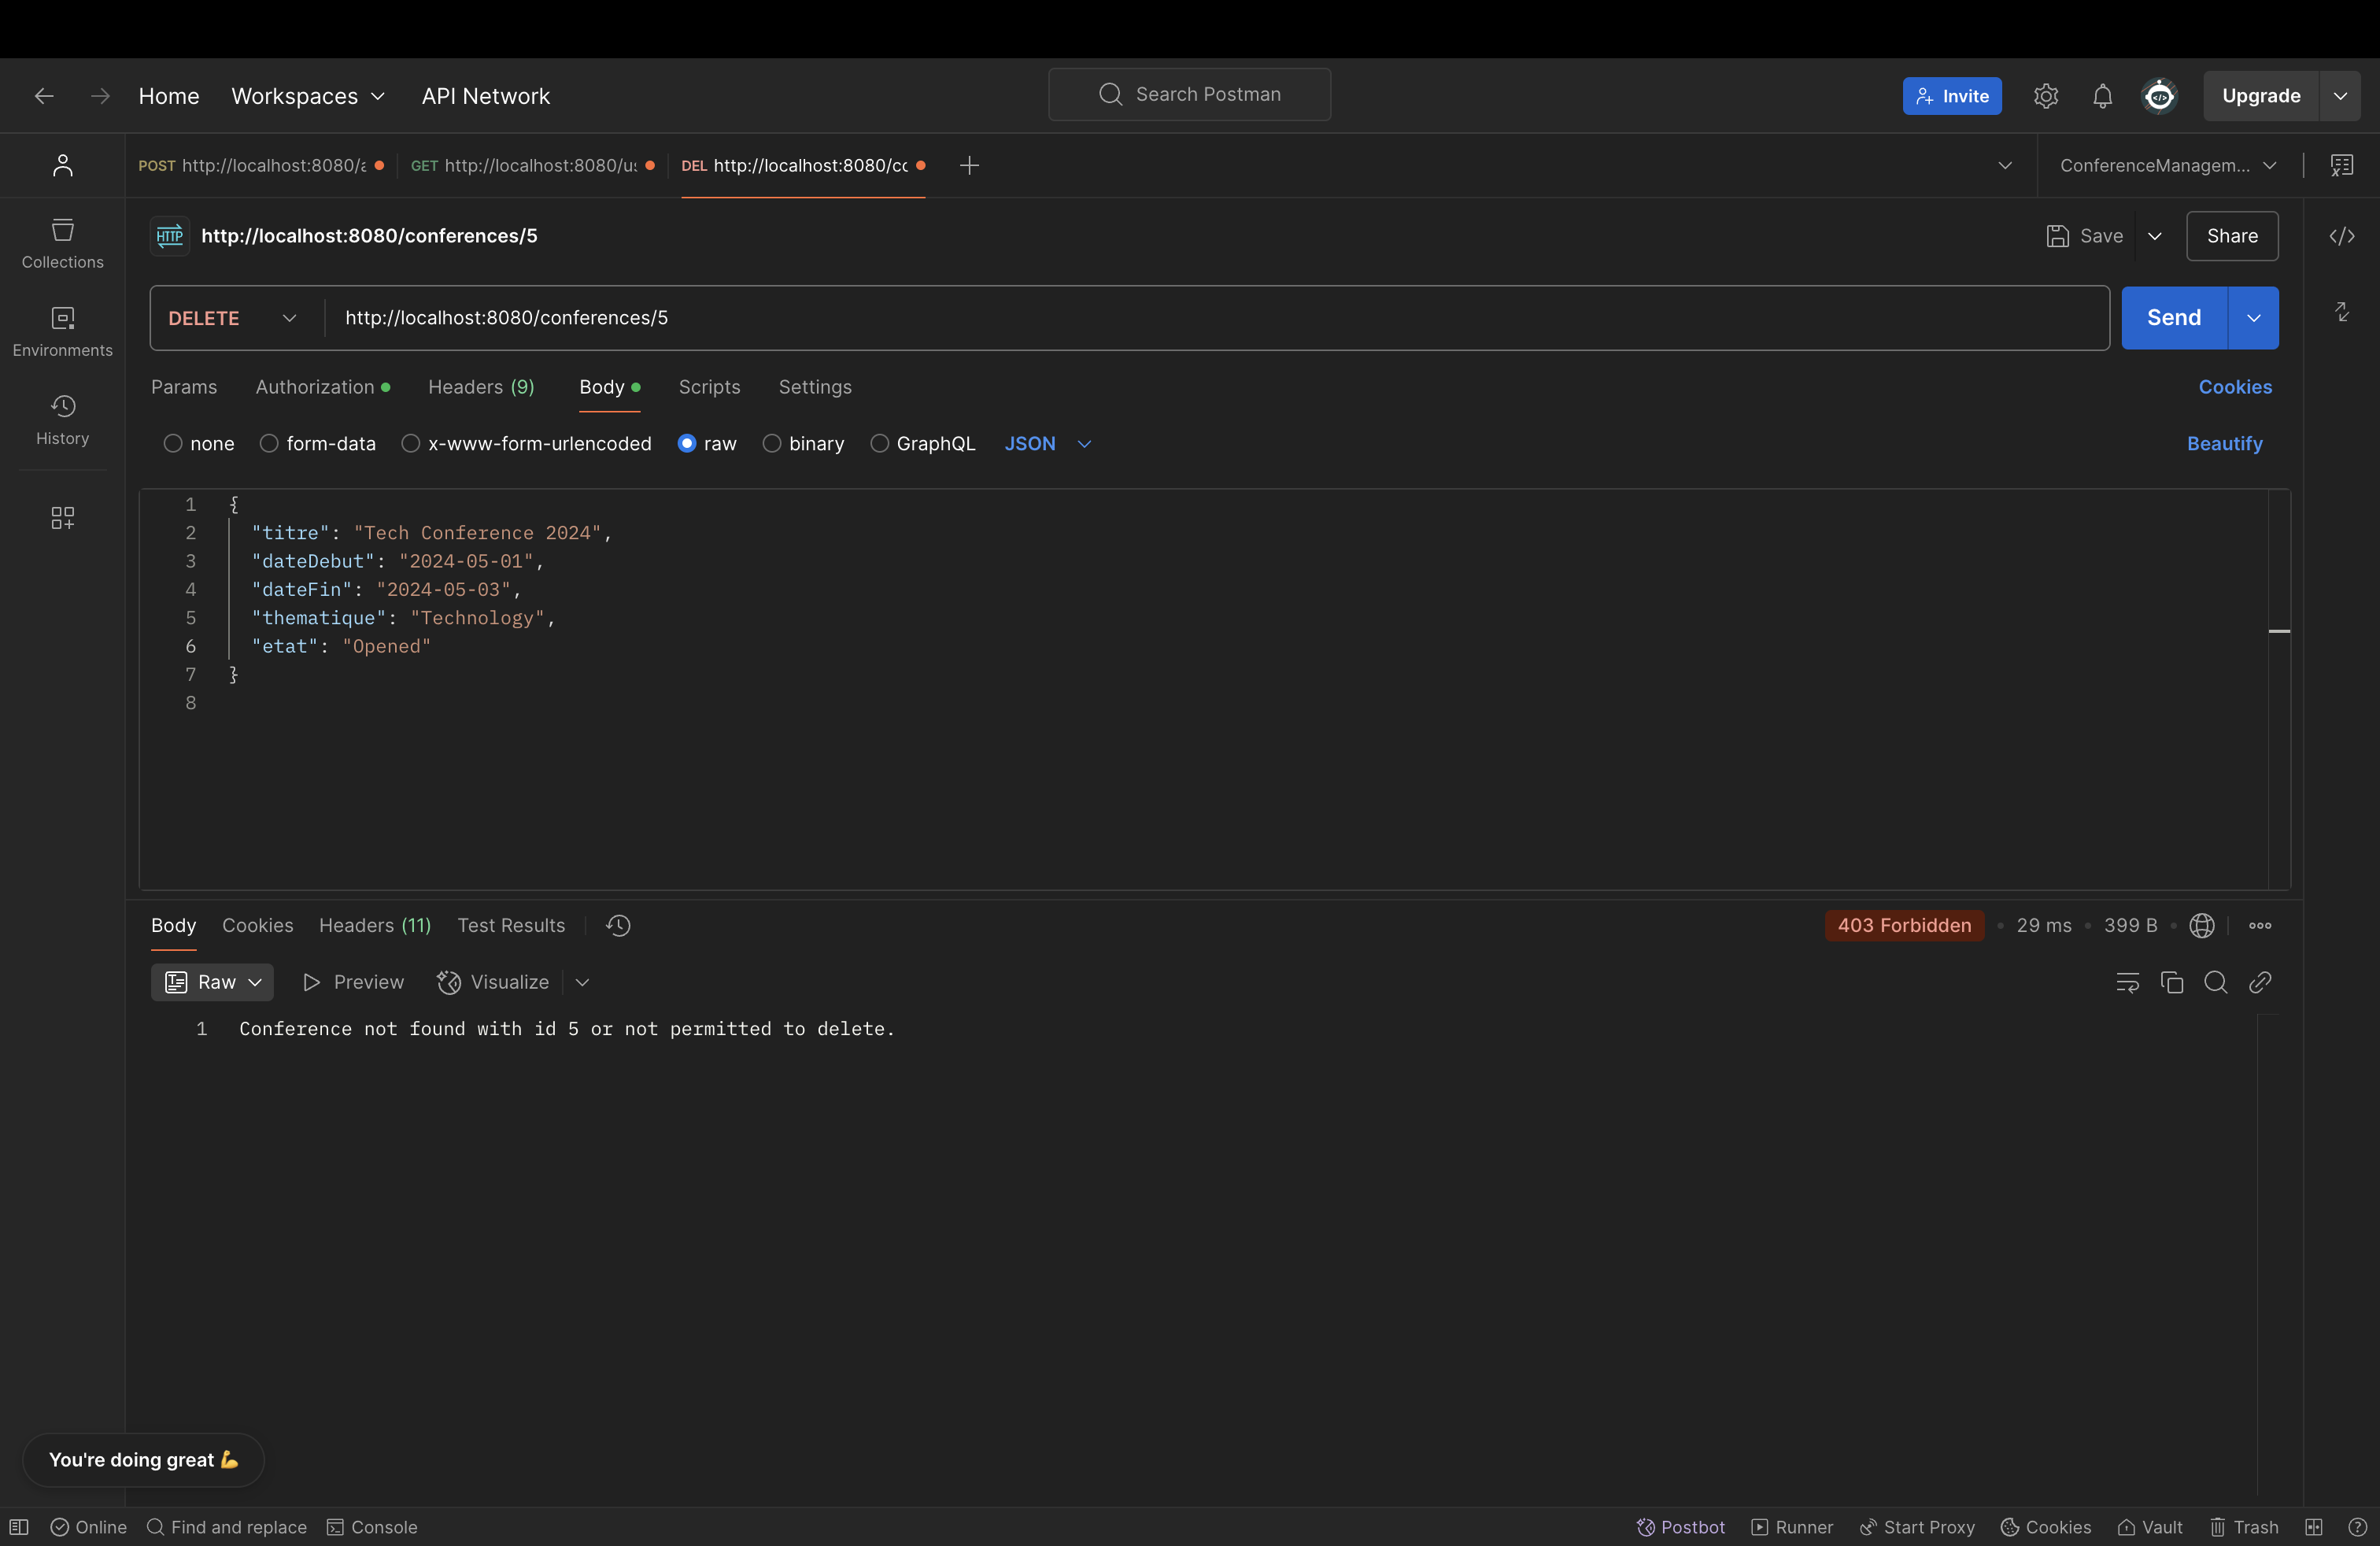 Home Workspaces API Network Search Postman Invite Upgrade
POST http://localhost:8080/a GET http://localhost:8080/us DEL http://localhost:8080/co ConferenceManagem...
HTTP http://localhost:8080/conferences/5 Save Share
Collections
Environments
History
DELETE http://localhost:8080/conferences/5 Send
Params Authorization Headers (9) Body Scripts Settings Cookies
none form-data x-www-form-urlencoded raw binary GraphQL JSON Beautify
1 {
2 "titre": "Tech Conference 2024",
3 "dateDebut": "2024-05-01",
4 "dateFin": "2024-05-03",
5 "thematique": "Technology",
6 "etat": "Opened"
7 }
8
Body Cookies Headers (11) Test Results 403 Forbidden • 29 ms • 399 B •
Raw Preview Visualize
1 Conference not found with id 5 or not permitted to delete.
You're doing great 💪
Online Find and replace Console Postbot Runner Start Proxy Cookies Vault Trash